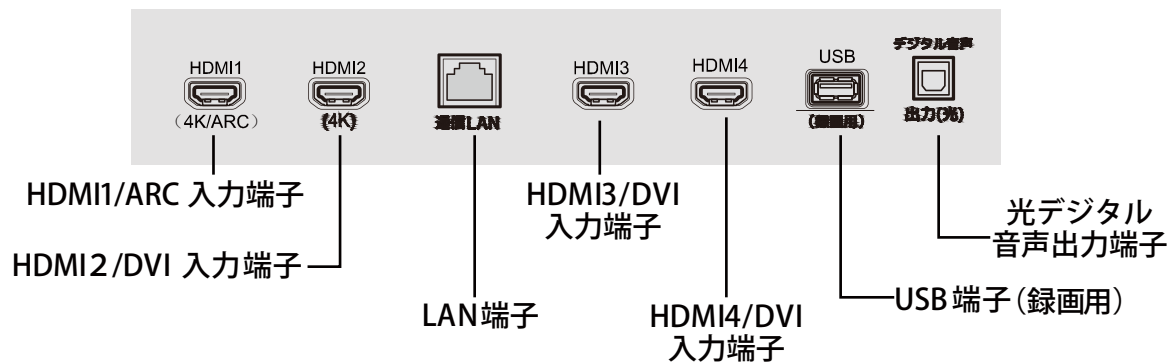 デジタル音声
HDMI1
HDMI2
HDMI3
HDMI4
USB
（4K/ARC）
(4K)
通信LAN
(録画用)
出力(光)
HDMI1/ARC 入力端子
HDMI3/DVI
入力端子
光デジタル
音声出力端子
HDMI2/DVI 入力端子
LAN端子
HDMI4/DVI
入力端子
USB端子（録画用）